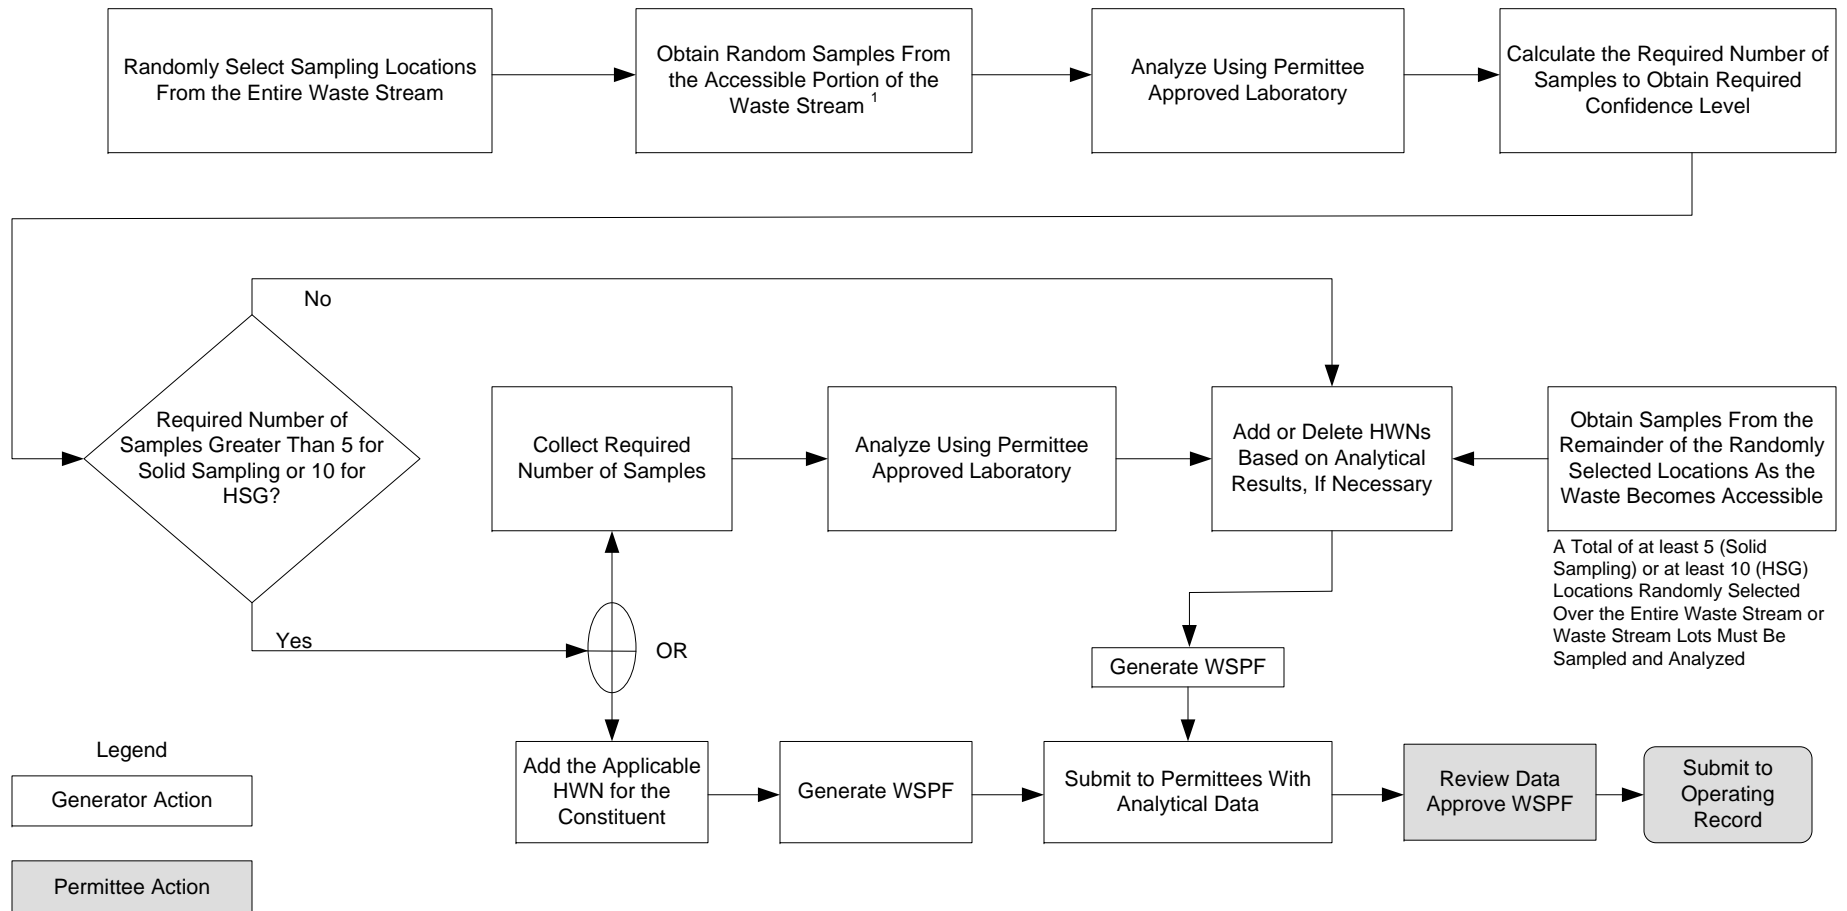 Randomly Select Sampling Locations
From the Entire Waste Stream
Obtain Random Samples From
the Accessible Portion of the
Waste Stream 1
Analyze Using Permittee
Approved Laboratory
Calculate the Required Number of
Samples to Obtain Required
Confidence Level
No
Required Number of
Samples Greater Than 5 for
Solid Sampling or 10 for
HSG?
Collect Required
Number of Samples
Analyze Using Permittee
Approved Laboratory
Add or Delete HWNs
Based on Analytical
Results, If Necessary
Obtain Samples From the
Remainder of the Randomly
Selected Locations As the
Waste Becomes Accessible
A Total of at least 5 (Solid
Sampling) or at least 10 (HSG)
Locations Randomly Selected
Over the Entire Waste Stream or
Waste Stream Lots Must Be
Sampled and Analyzed
Yes
OR
Generate WSPF
Add the Applicable
HWN for the
Constituent
Generate WSPF
Submit to Permittees With
Analytical Data
Review Data
Approve WSPF
Submit to
Operating
Record
Legend
Generator Action
Permittee Action